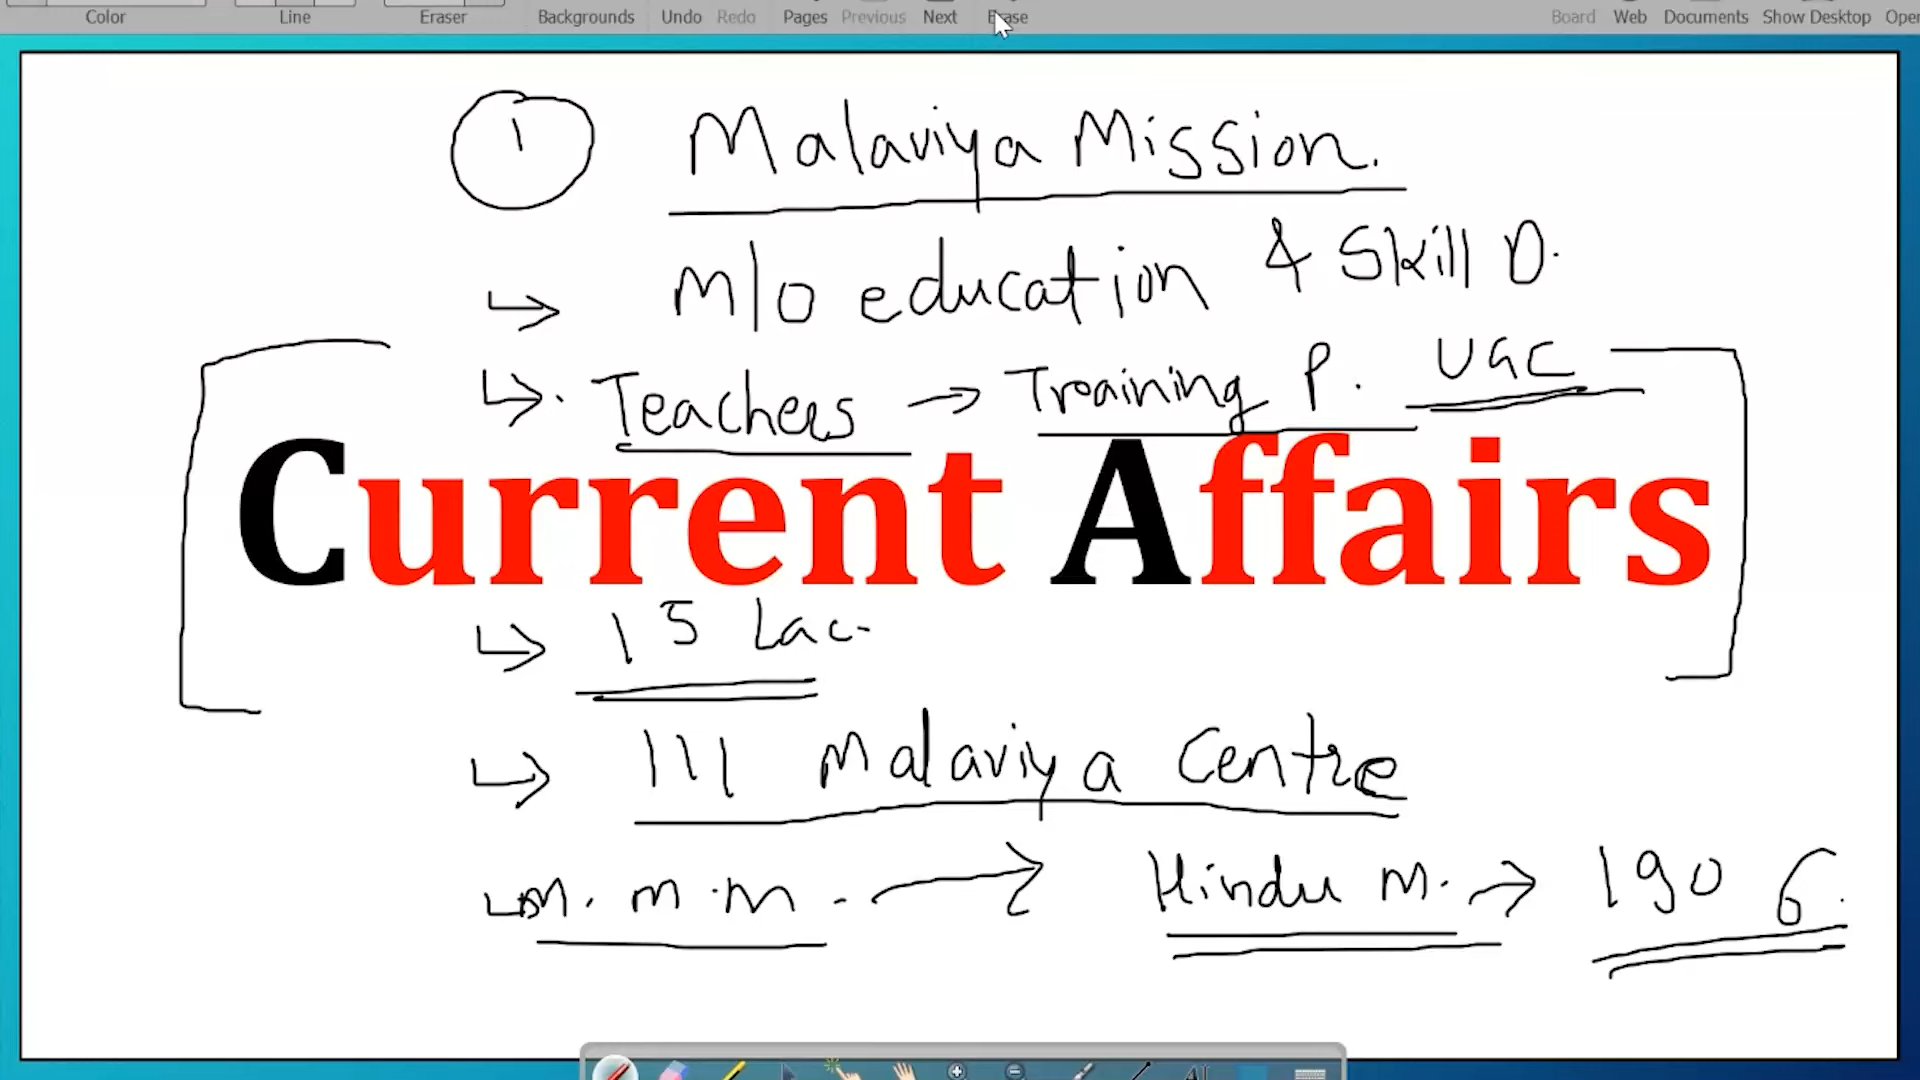 Color Line Eraser Backgrounds Undo Redo Pages Previous Next Erase Board Web Documents Show Desktop
1 Malaviya Mission.
M/o education & Skill D.
Teachers → Training P. UGC
Current Affairs
15 Lac.
111 Malaviya Centre
M. M. M. → Hindu M. → 1906.